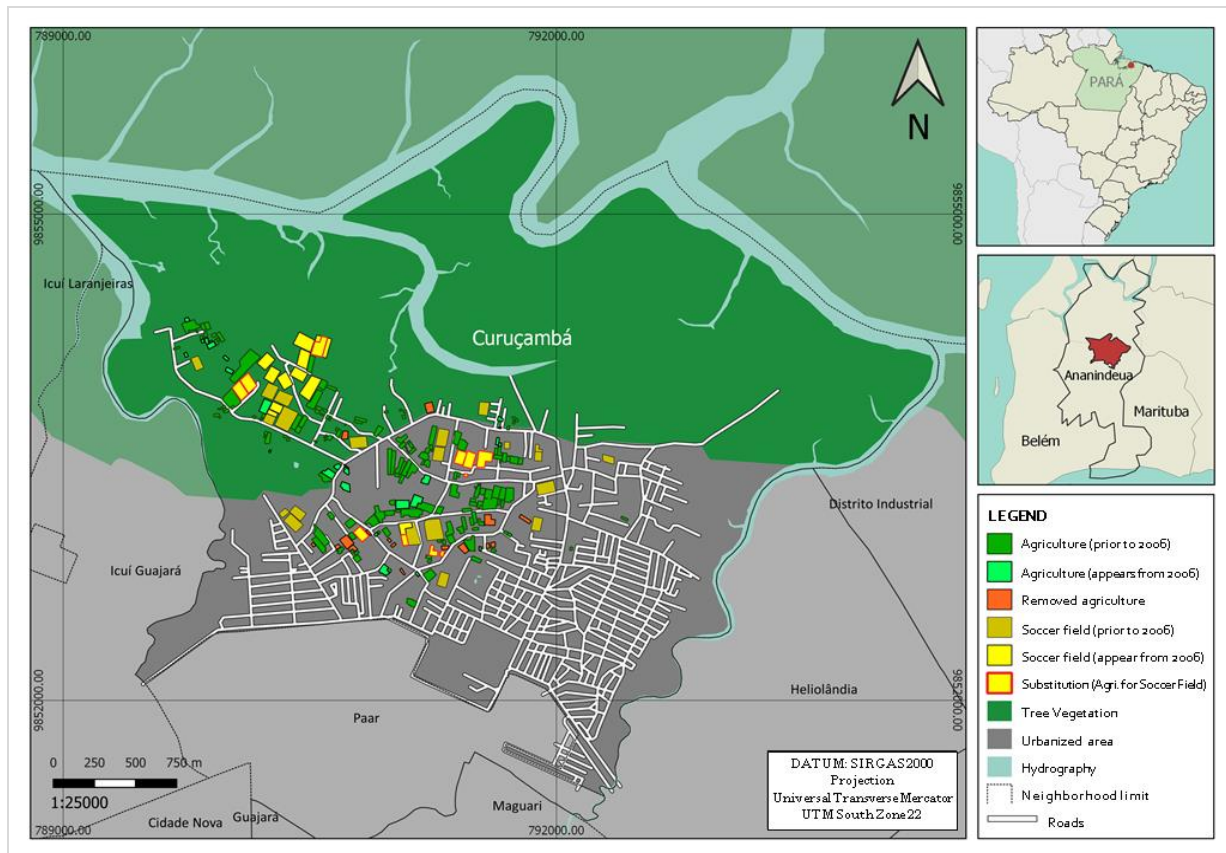 789000.00
792000.00
N
9855000.00
9855000.00
Icuí Laranjeiras
Curuçambá
Distrito Industrial
Icuí Guajará
9852000.00
9852000.00
Heliolândia
Paar
0 250 500 750 m
1:25000
Maguari
Guajará
Cidade Nova
789000.00
792000.00
DATUM: SIRGAS2000
Projection
Universal Transverse Mercator
UTM South Zone 22
PARÁ
Ananindeua
Marituba
Belém
LEGEND
Agriculture (prior to 2006)
Agriculture (appears from 2006)
Removed agriculture
Soccer field (prior to 2006)
Soccer field (appear from 2006)
Substitution (Agri. for Soccer Field)
Tree Vegetation
Urbanized area
Hydrography
Neighborhood limit
Roads